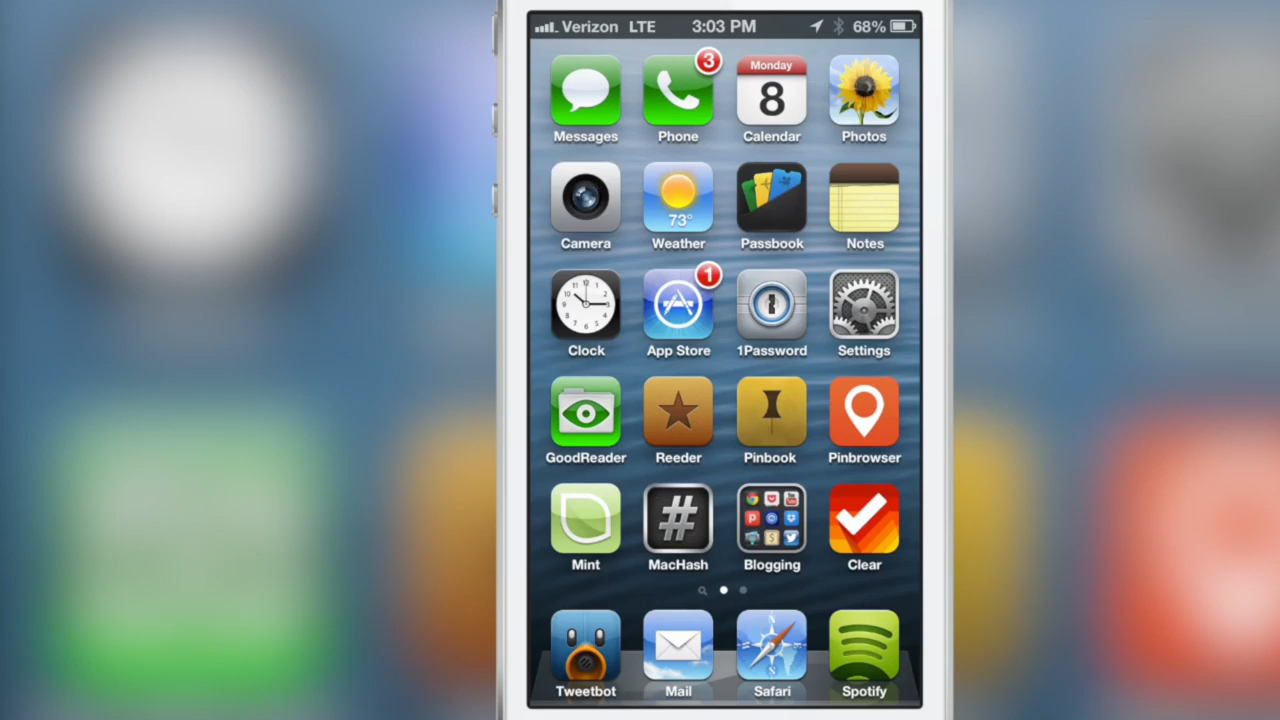 Verizon LTE 3:03 PM 68%
3 Monday
8
Messages Phone Calendar Photos
73°
Camera Weather Passbook Notes
1
Clock App Store 1Password Settings
GoodReader Reeder Pinbook Pinbrowser
#
Mint MacHash Blogging Clear
Tweetbot Mail Safari Spotify